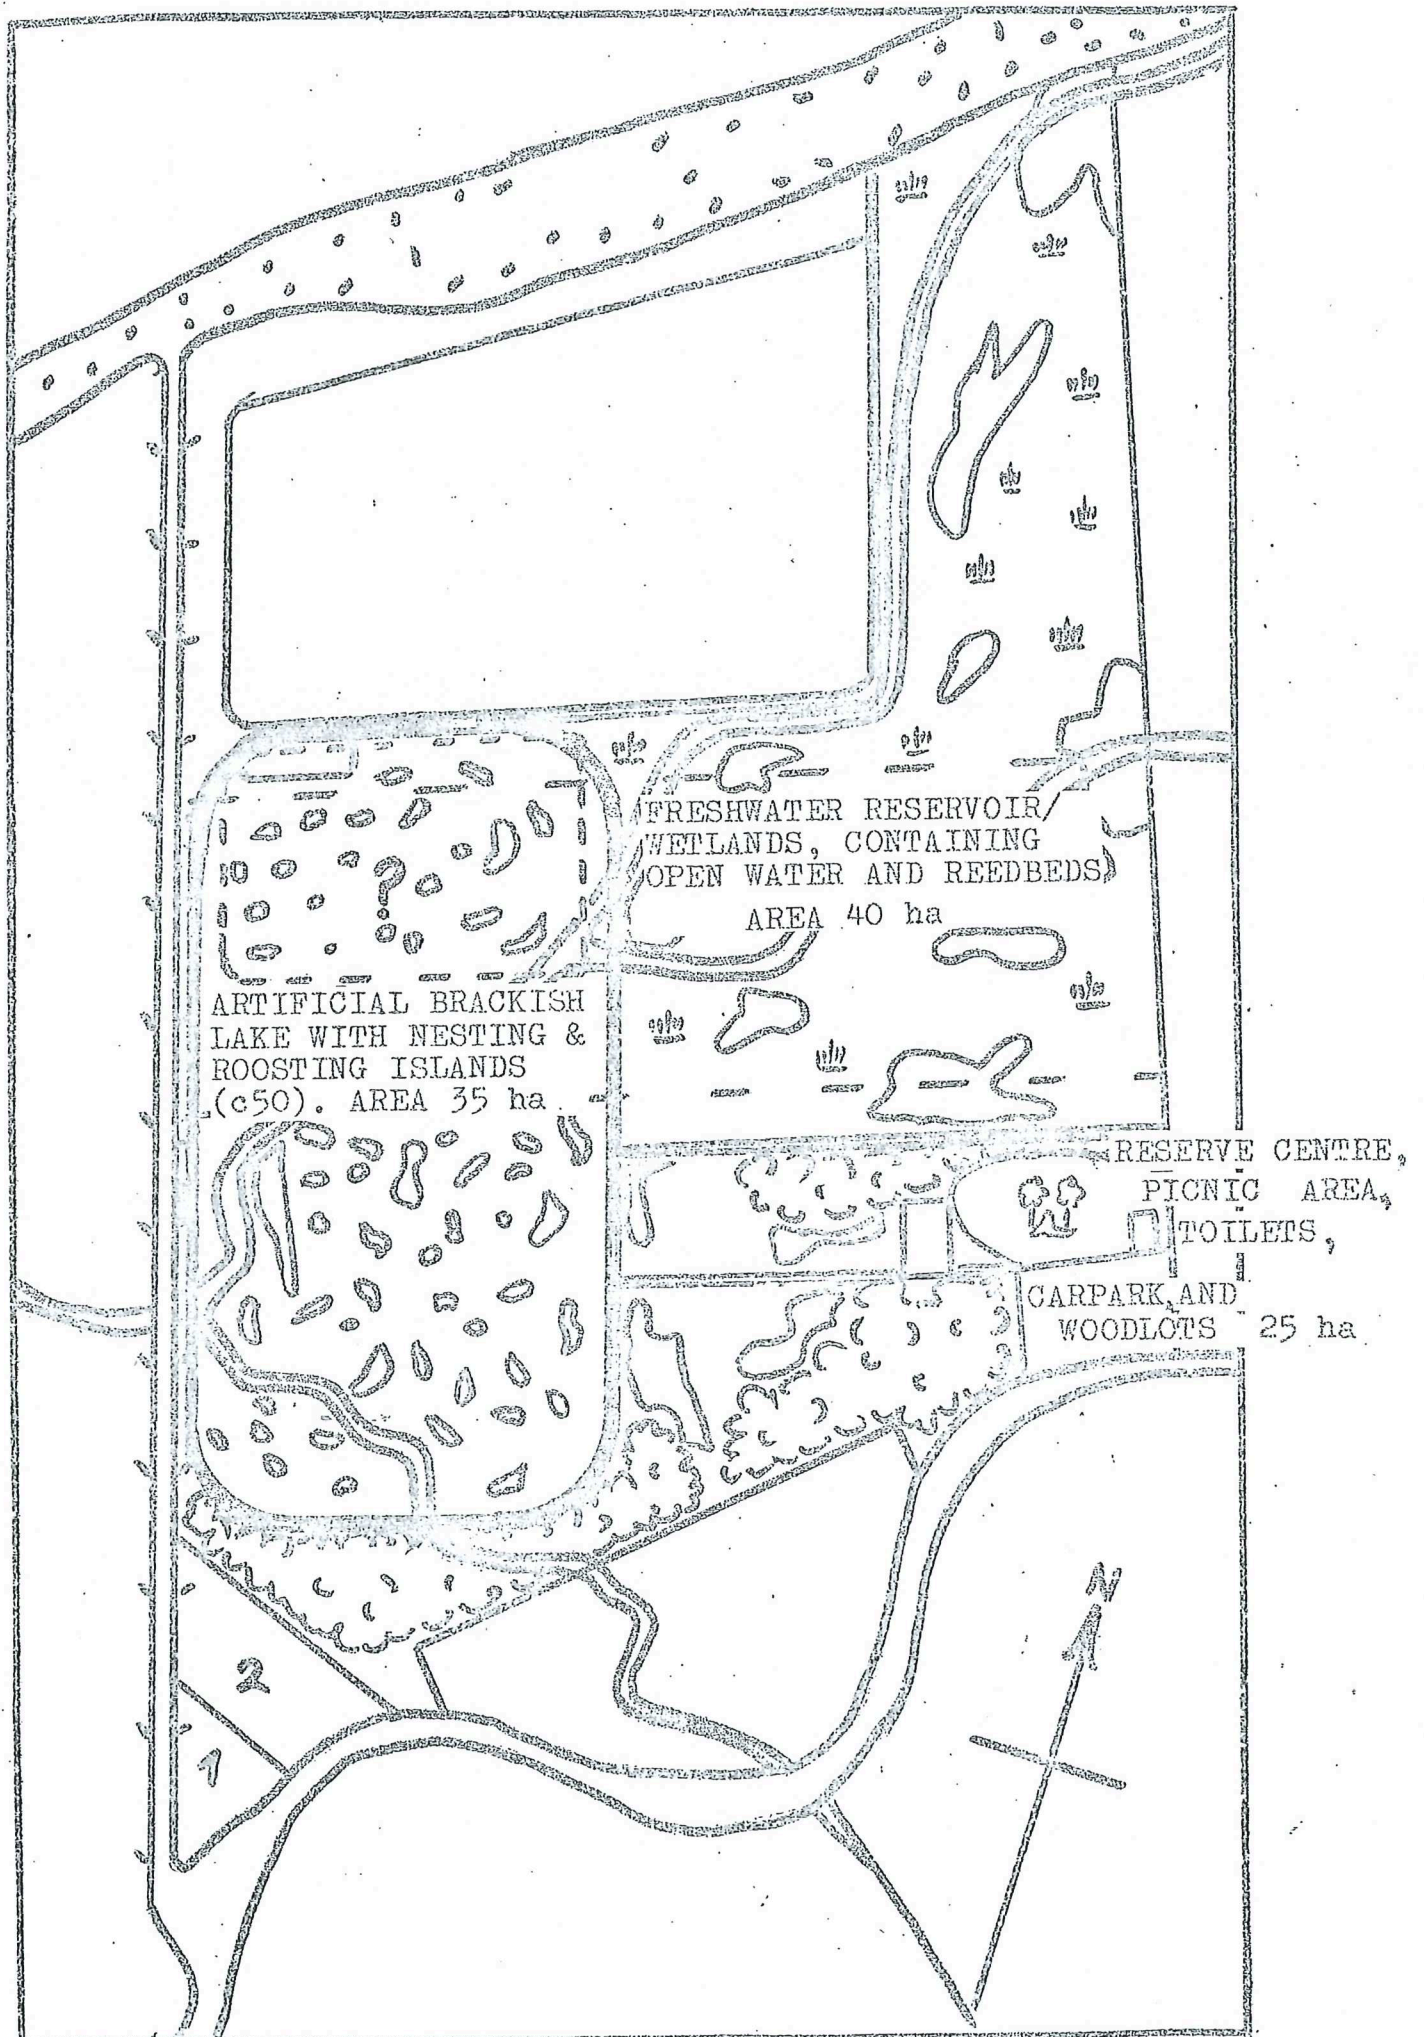 N
?
FRESHWATER RESERVOIR/
WETLANDS, CONTAINING
OPEN WATER AND REEDBEDS)
AREA 40 ha
ARTIFICIAL BRACKISH
LAKE WITH NESTING &
ROOSTING ISLANDS
(c50). AREA 35 ha
RESERVE CENTRE,
PICNIC AREA,
TOILETS,
CARPARK AND
WOODLOTS 25 ha
2
1